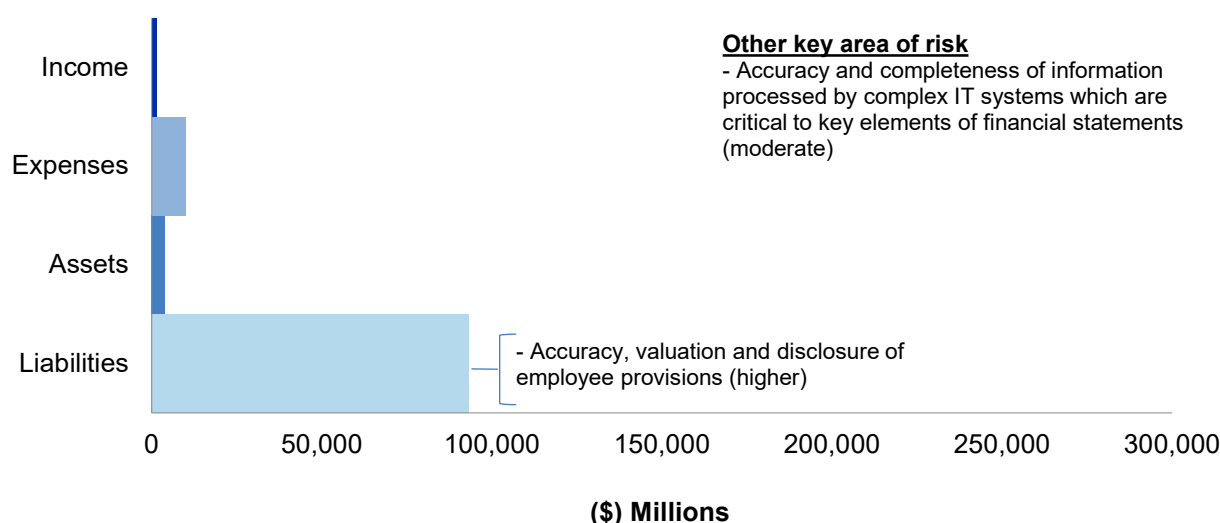 Other key area of risk
- Accuracy and completeness of information
processed by complex IT systems which are
critical to key elements of financial statements
(moderate)
Income
Expenses
Assets
Liabilities
- Accuracy, valuation and disclosure of
employee provisions (higher)
0 50,000 100,000 150,000 200,000 250,000 300,000
($) Millions